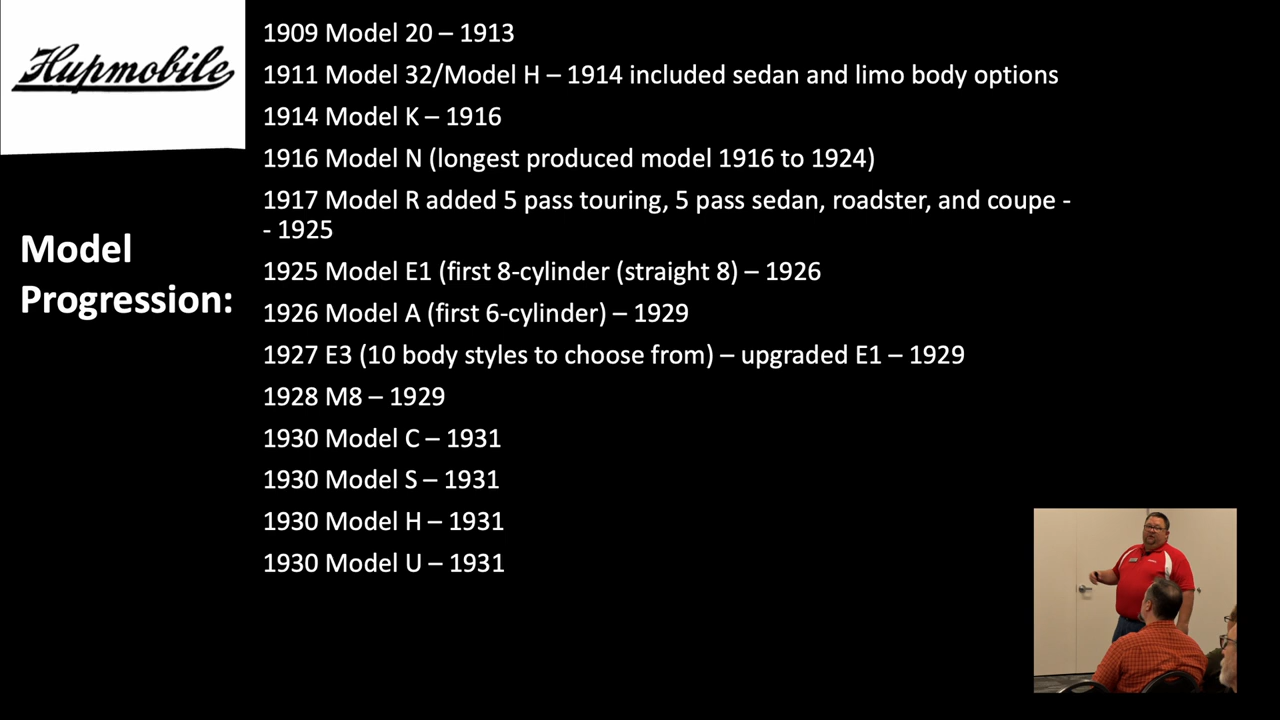 Hupmobile
Model
Progression:
1909 Model 20 – 1913
1911 Model 32/Model H – 1914 included sedan and limo body options
1914 Model K – 1916
1916 Model N (longest produced model 1916 to 1924)
1917 Model R added 5 pass touring, 5 pass sedan, roadster, and coupe -
- 1925
1925 Model E1 (first 8-cylinder (straight 8) – 1926
1926 Model A (first 6-cylinder) – 1929
1927 E3 (10 body styles to choose from) – upgraded E1 – 1929
1928 M8 – 1929
1930 Model C – 1931
1930 Model S – 1931
1930 Model H – 1931
1930 Model U – 1931